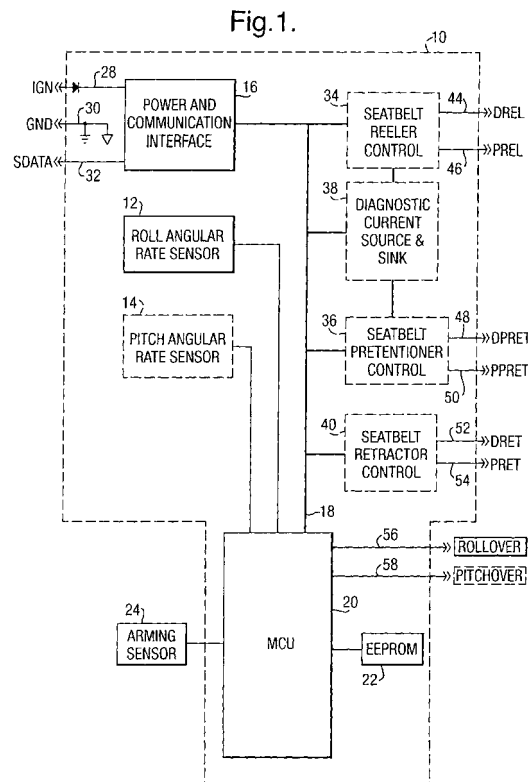 Fig.1.
10
IGN
28
GND
30
SDATA
32
16
POWER AND
COMMUNICATION
INTERFACE
34
SEATBELT
REELER
CONTROL
44
DREL
46
PREL
38
DIAGNOSTIC
CURRENT
SOURCE &
SINK
12
ROLL ANGULAR
RATE SENSOR
14
PITCH ANGULAR
RATE SENSOR
36
SEATBELT
PRETENTIONER
CONTROL
48
DPRET
PPRET
50
40
SEATBELT
RETRACTOR
CONTROL
52
DRET
PRET
54
18
56
ROLLOVER
58
PITCHOVER
20
24
ARMING
SENSOR
MCU
EEPROM
22